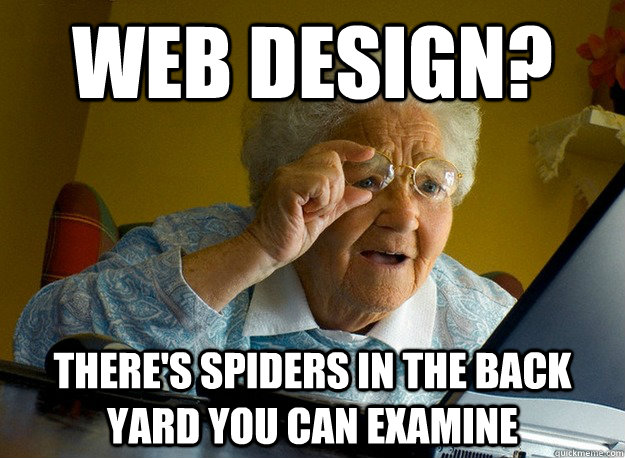 WEB DESIGN?
THERE'S SPIDERS IN THE BACK
YARD YOU CAN EXAMINE
quickmeme.com